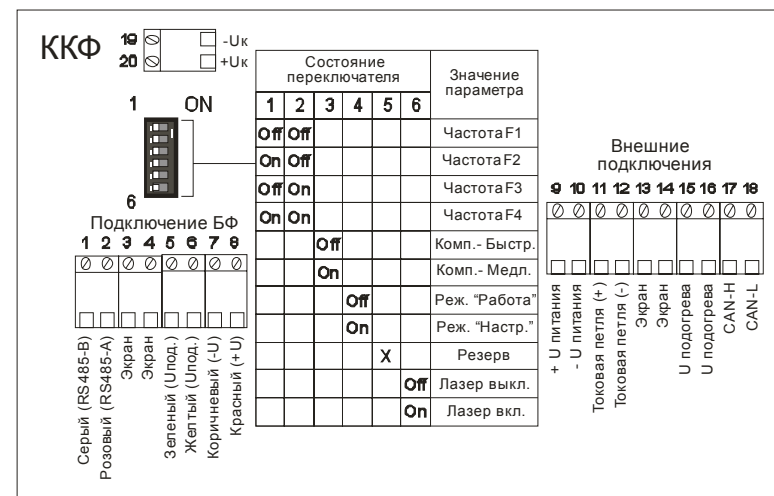 ККФ
19 -Uк
20 +Uк
1 ON
6
Состояние переключателя
Значение параметра
1 2 3 4 5 6
Off Off Частота F1
On Off Частота F2
Off On Частота F3
On On Частота F4
Off Комп.- Быстр.
On Комп.- Медл.
Off Реж. "Работа"
On Реж. "Настр."
X Резерв
Off Лазер выкл.
On Лазер вкл.
Подключение БФ
1 2 3 4 5 6 7 8
Серый (RS485-B)
Розовый (RS485-A)
Экран
Экран
Зеленый (Uпод.)
Желтый (Uпод.)
Коричневый (-U)
Красный (+U)
Внешние
подключения
9 10 11 12 13 14 15 16 17 18
+ U питания
- U питания
Токовая петля (+)
Токовая петля (-)
Экран
Экран
U подогрева
U подогрева
CAN-H
CAN-L